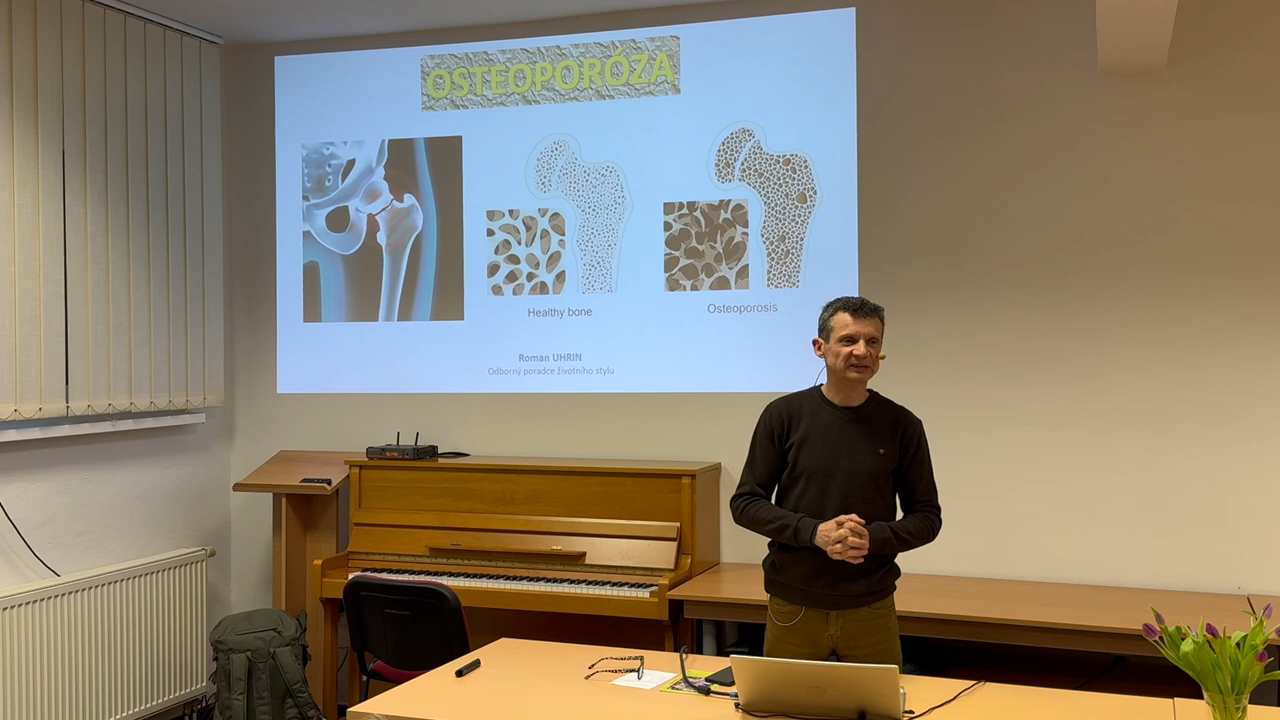 OSTEOPORÓZA
Healthy bone
Osteoporosis
Roman UHRIN
Odborný poradce životního stylu